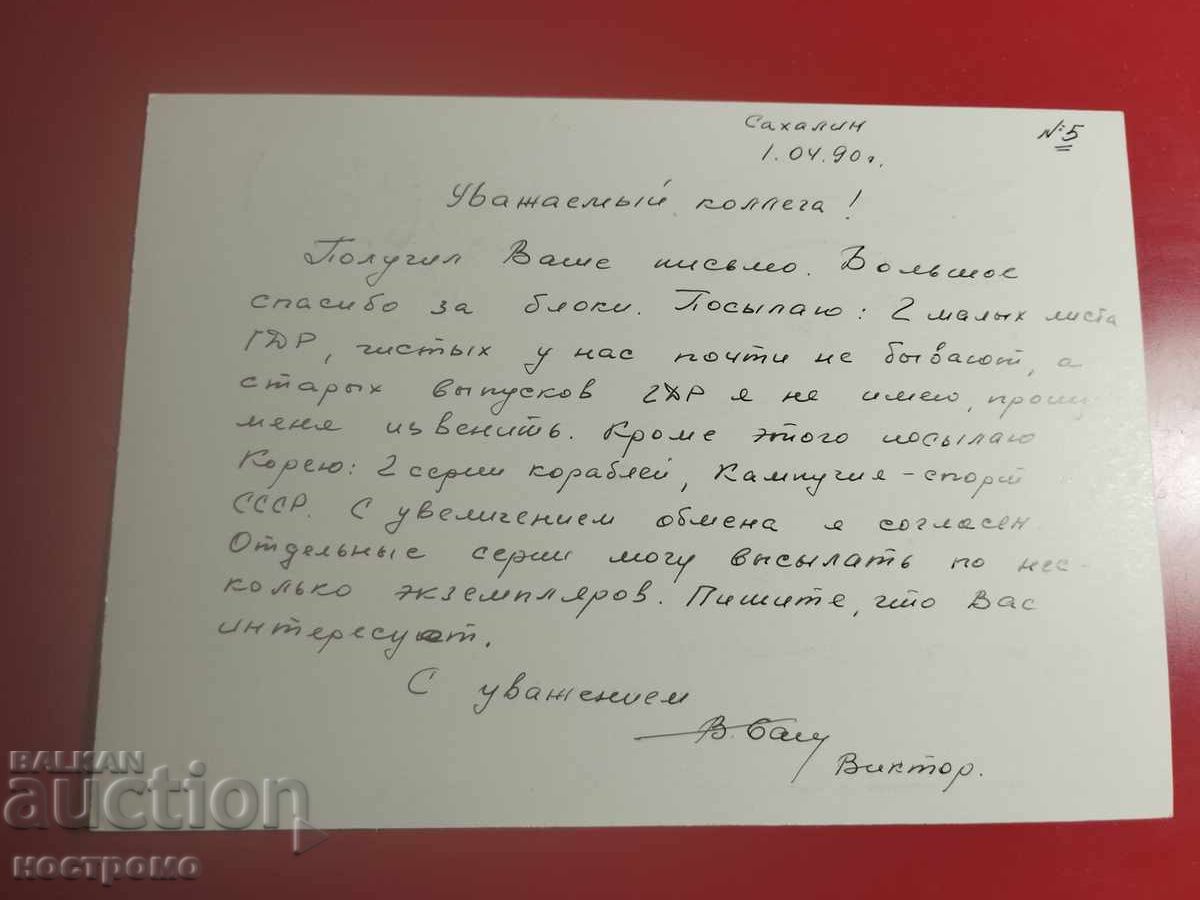 Сахалин
№5
1.04.90г.
Уважаемый коллега!
Получил Ваше письмо. Большое
спасибо за блоки. Посылаю: 2 малых листа
ГДР, чистых у нас почти не бывают, а
старых выпусков ГДР я не имею, прошу
меня извенить. Кроме этого посылаю
Корею: 2 серии кораблей, Кампучия - спорт
СССР. С увеличением обмена я согласен.
Отдельные серии могу высылать по нес-
колько экземпляров. Пишите, что Вас
интересует.
С уважением
В.
Виктор.
BALKAN
auction
ностромо